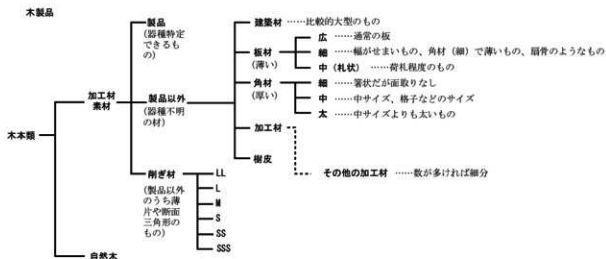 木製品
製品
(器種特定
できるも
の)
建築材 ……比較的大型のもの
板材
(薄い)
広 ……通常の板
細 ……幅がせまいもの、角材(細)で薄いもの、扇骨のようなもの
中(札状) ……荷札程度のもの
木本類
加工材
素材
製品以外
(器種不明
の材)
角材
(厚い)
細 ……箸状だが面取りなし
中 ……中サイズ、格子などのサイズ
太 ……中サイズよりも太いもの
加工材
その他の加工材 ……数が多ければ細分
樹皮
削ぎ材
(製品以外
のうち薄
片や断面
三角形の
もの)
LL
L
M
S
SS
SSS
自然木